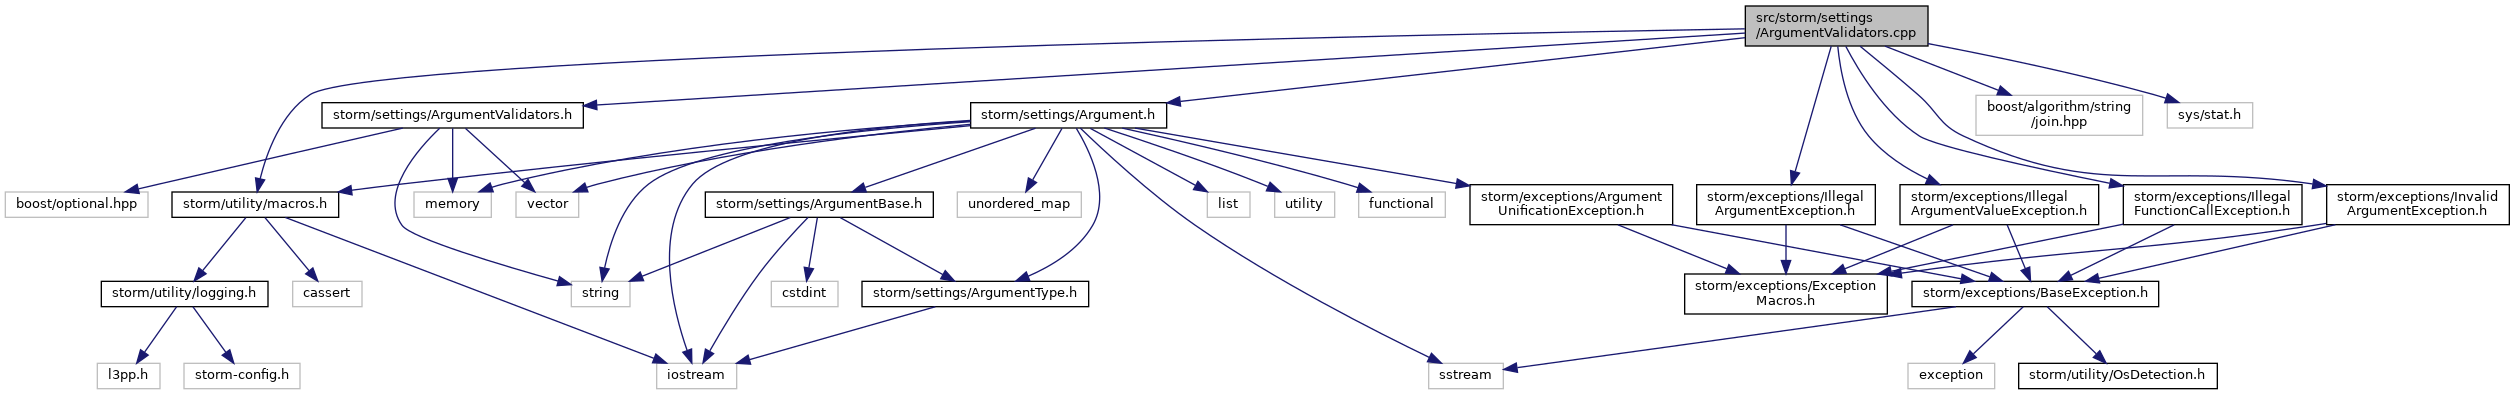 src/storm/settings
/ArgumentValidators.cpp
storm/settings/ArgumentValidators.h
storm/settings/Argument.h
boost/algorithm/string
/join.hpp
sys/stat.h
boost/optional.hpp
storm/utility/macros.h
memory
vector
storm/settings/ArgumentBase.h
unordered_map
list
utility
functional
storm/exceptions/Argument
UnificationException.h
storm/exceptions/Illegal
ArgumentException.h
storm/exceptions/Illegal
ArgumentValueException.h
storm/exceptions/Illegal
FunctionCallException.h
storm/exceptions/Invalid
ArgumentException.h
storm/utility/logging.h
cassert
string
cstdint
storm/settings/ArgumentType.h
storm/exceptions/Exception
Macros.h
storm/exceptions/BaseException.h
l3pp.h
storm-config.h
iostream
sstream
exception
storm/utility/OsDetection.h